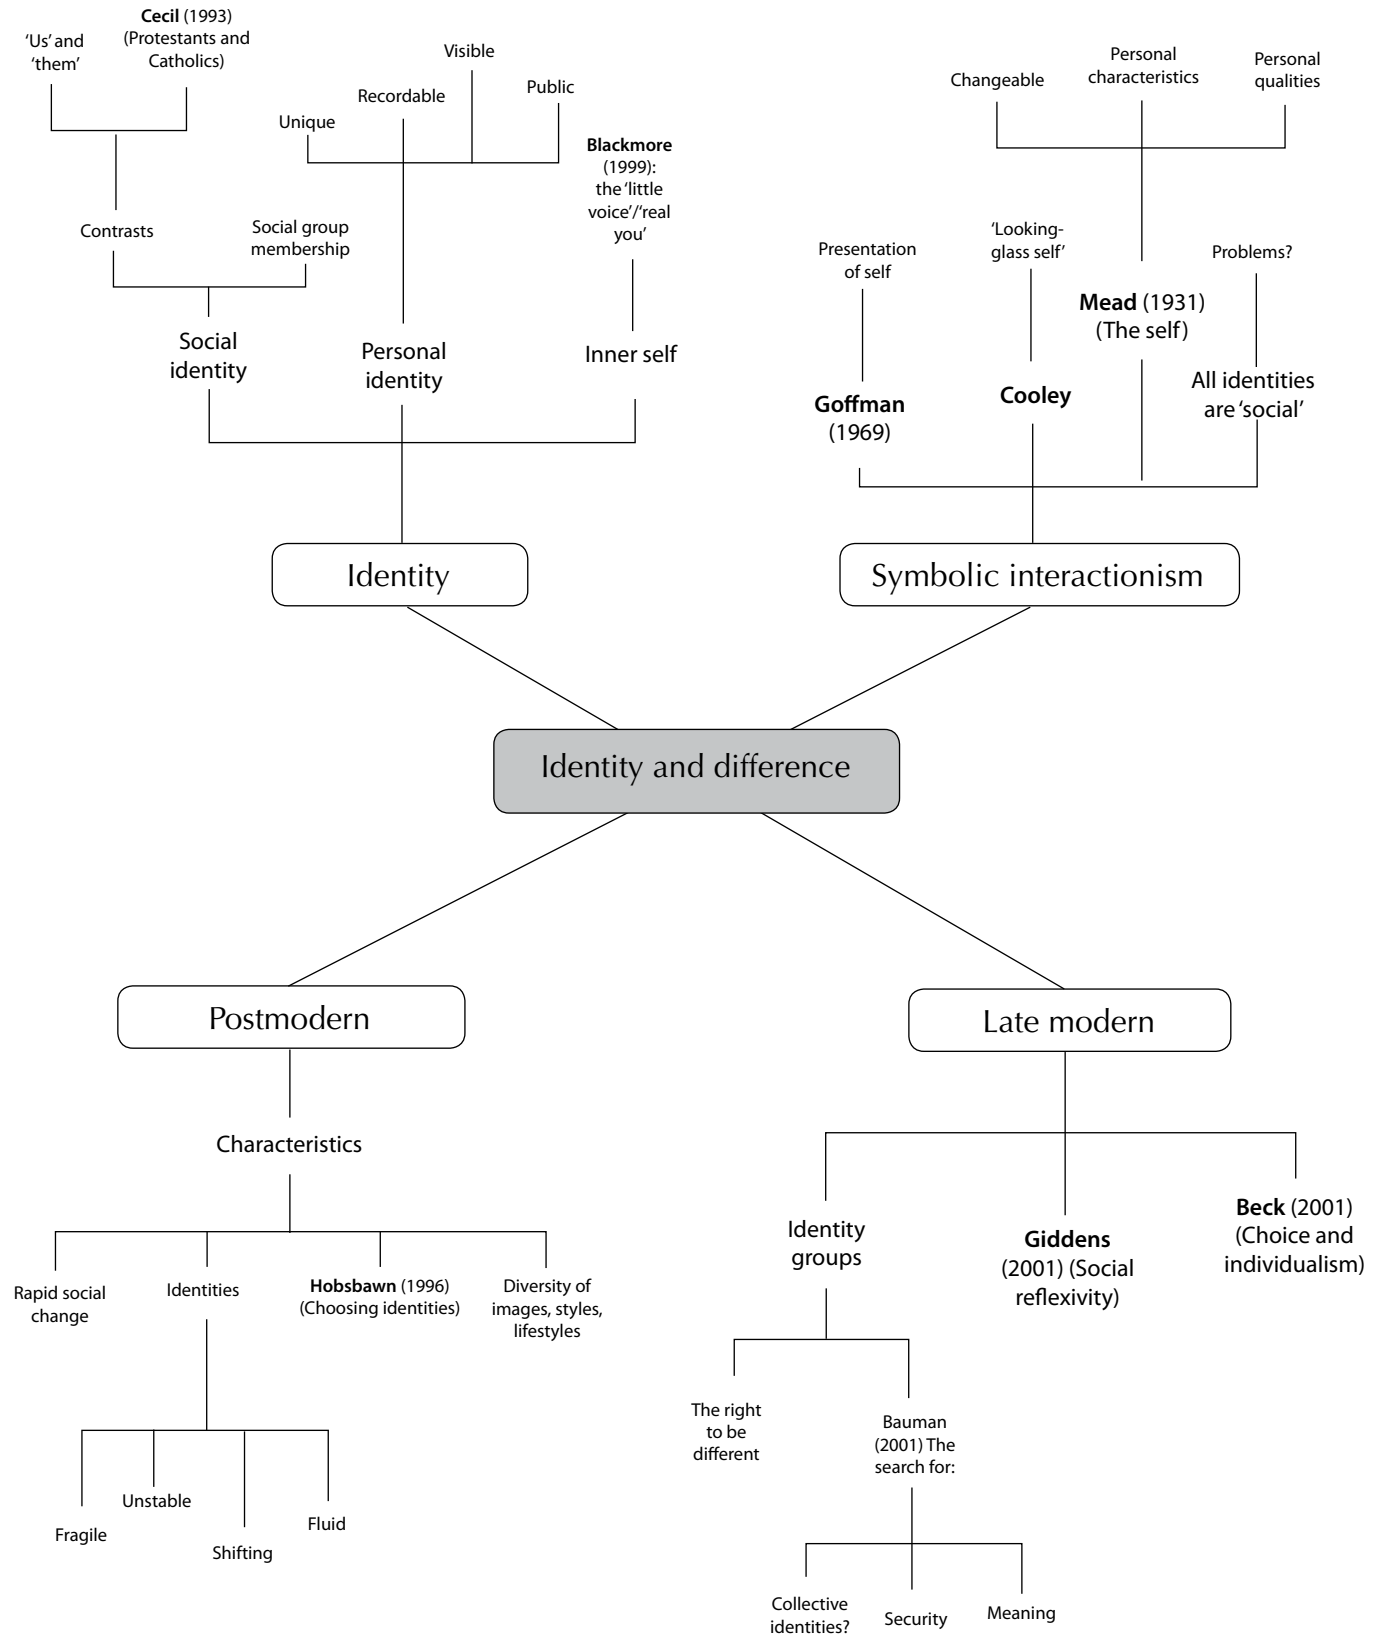 Cecil (1993)
(Protestants and
Catholics)
‘Us’ and
‘them’
Visible
Recordable
Public
Unique
Blackmore
(1999):
the ‘little
voice’/‘real
you’
Contrasts
Social group
membership
Social
identity
Personal
identity
Inner self
Identity
Changeable
Personal
characteristics
Personal
qualities
Presentation
of self
‘Looking-
glass self’
Problems?
Mead (1931)
(The self)
Goffman
(1969)
Cooley
All identities
are ‘social’
Symbolic interactionism
Identity and difference
Postmodern
Characteristics
Rapid social
change
Identities
Hobsbawn (1996)
(Choosing identities)
Diversity of
images, styles,
lifestyles
Fragile
Unstable
Shifting
Fluid
Late modern
Identity
groups
Giddens
(2001) (Social
reflexivity)
Beck (2001)
(Choice and
individualism)
The right
to be
different
Bauman
(2001) The
search for:
Collective
identities?
Security
Meaning